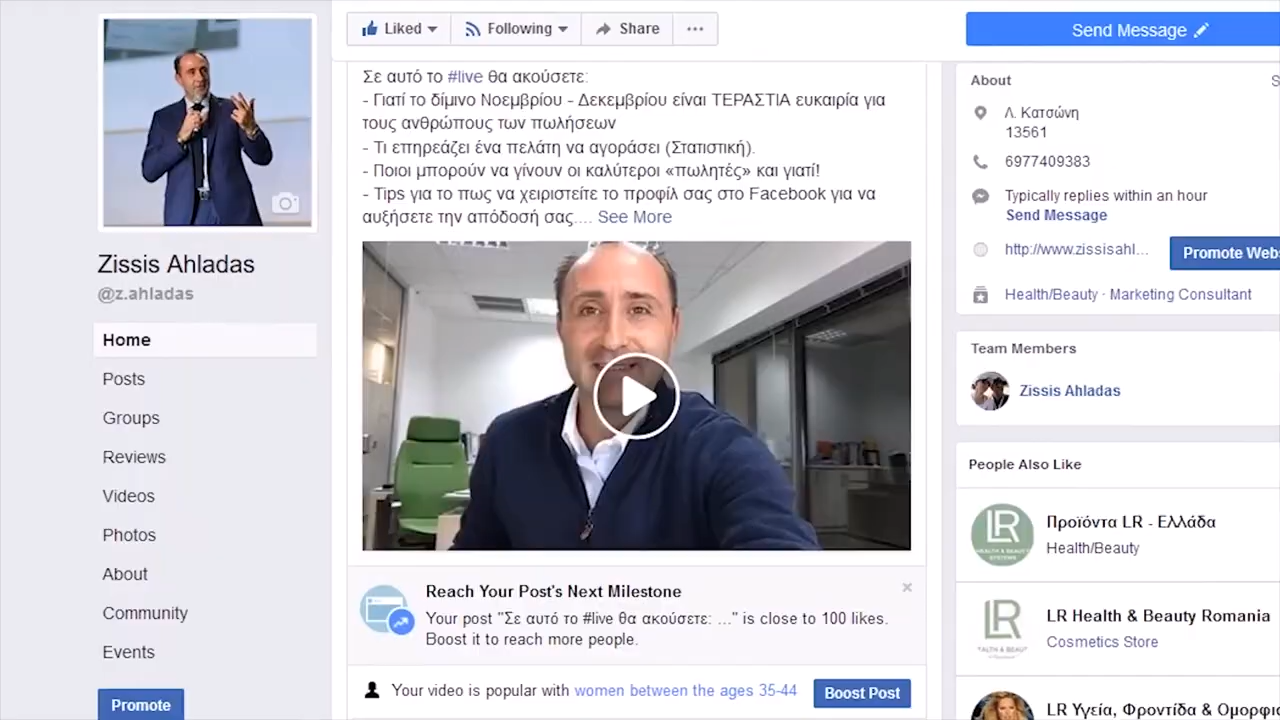 Liked
Following
Share
Send Message
Zissis Ahladas
@z.ahladas
Home
Posts
Groups
Reviews
Videos
Photos
About
Community
Events
Promote
Σε αυτό το #live θα ακούσετε:
- Γιατί το δίμινο Νοεμβρίου - Δεκεμβρίου είναι ΤΕΡΑΣΤΙΑ ευκαιρία για
τους ανθρώπους των πωλήσεων
- Τι επηρεάζει ένα πελάτη να αγοράσει (Στατιστική).
- Ποιοι μπορούν να γίνουν οι καλύτεροι «πωλητές» και γιατί!
- Tips για το πως να χειριστείτε το προφίλ σας στο Facebook για να
αυξήσετε την απόδοσή σας.... See More
Reach Your Post's Next Milestone
Your post "Σε αυτό το #live θα ακούσετε: ..." is close to 100 likes.
Boost it to reach more people.
Your video is popular with women between the ages 35-44
Boost Post
About
Λ. Κατσώνη
13561
6977409383
Typically replies within an hour
Send Message
http://www.zissisahl...
Promote Webs
Health/Beauty · Marketing Consultant
Team Members
Zissis Ahladas
People Also Like
LR
HEALTH & BEAUTY
SYSTEMS
Προϊόντα LR - Ελλάδα
Health/Beauty
LR
LR Health & Beauty Romania
Cosmetics Store
LR Υγεία, Φροντίδα & Ομορφι